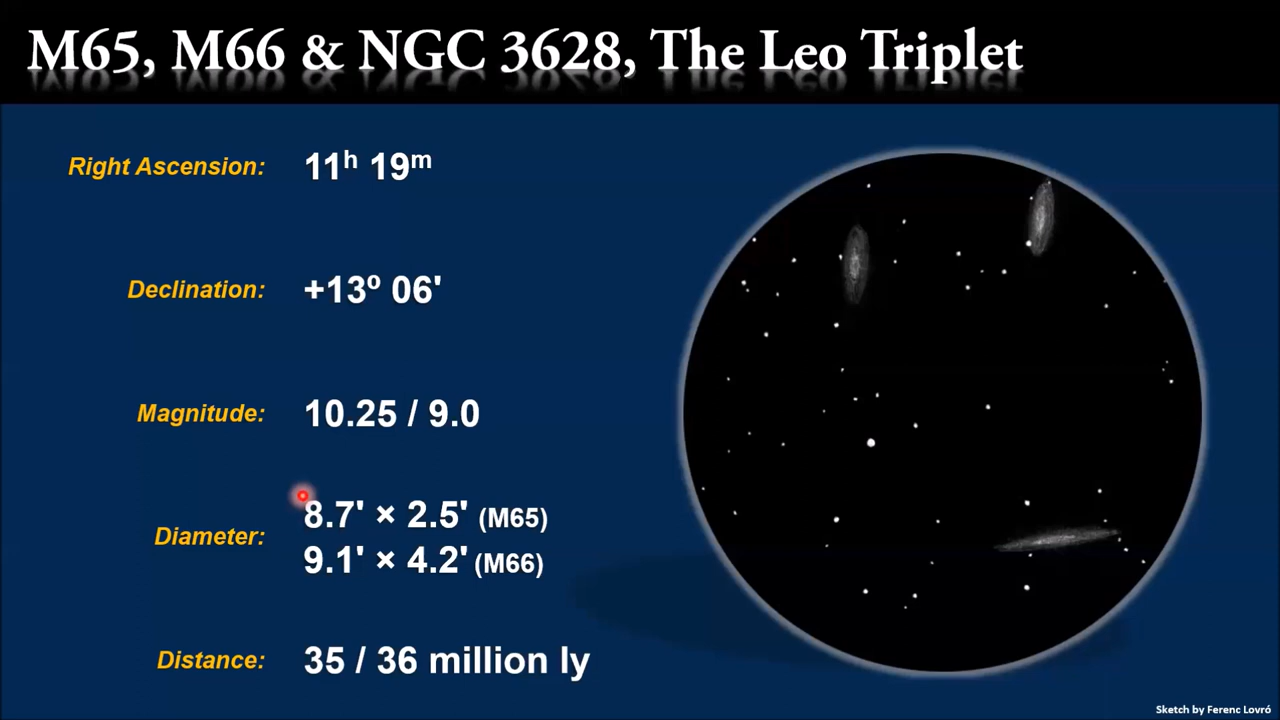 M65, M66 & NGC 3628, The Leo Triplet
Right Ascension: 11ʰ 19ᵐ
Declination: +13º 06'
Magnitude: 10.25 / 9.0
Diameter: 8.7' × 2.5' (M65)
9.1' × 4.2' (M66)
Distance: 35 / 36 million ly
Sketch by Ferenc Lovró